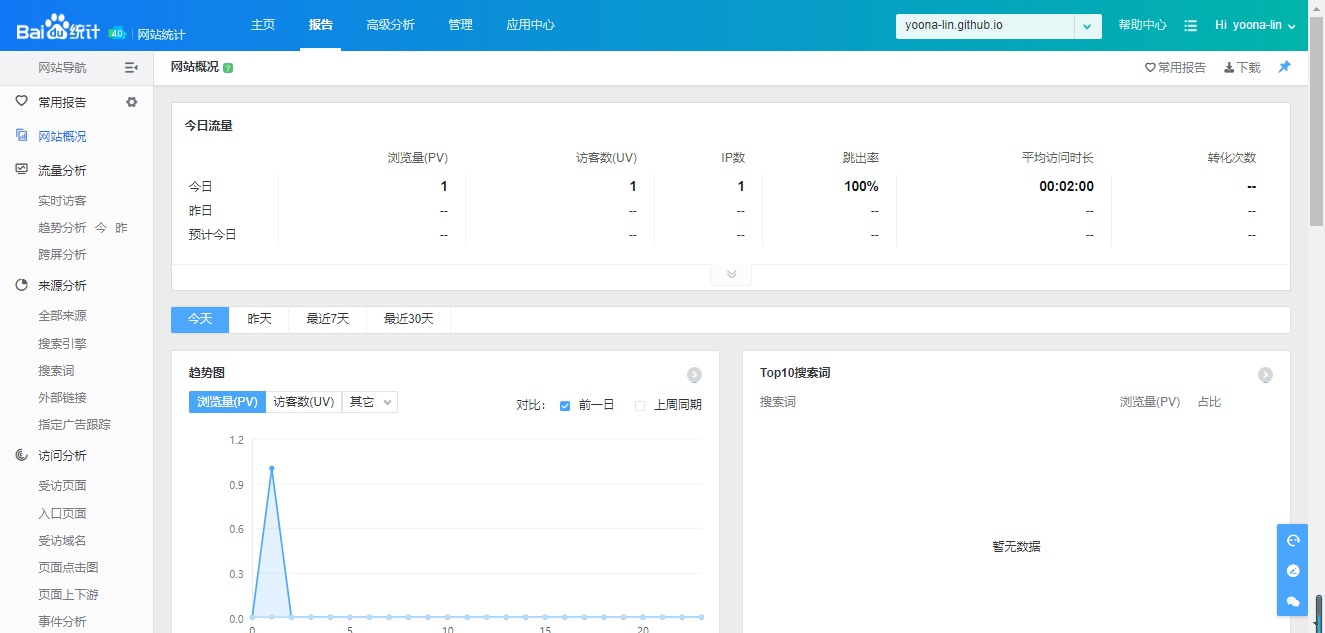 Bai du 统计 4.0 网站统计 主页 报告 高级分析 管理 应用中心 yoona-lin.github.io 帮助中心 Hi yoona-lin
网站导航
常用报告
网站概况
流量分析
实时访客
趋势分析 今 昨
跨屏分析
来源分析
全部来源
搜索引擎
搜索词
外部链接
指定广告跟踪
访问分析
受访页面
入口页面
受访域名
页面点击图
页面上下游
事件分析
网站概况 ? 常用报告 下载
今日流量
浏览量(PV) 访客数(UV) IP数 跳出率 平均访问时长 转化次数
今日 1 1 1 100% 00:02:00 --
昨日 -- -- -- -- -- --
预计今日 -- -- -- -- -- --
今天 昨天 最近7天 最近30天
趋势图
浏览量(PV) 访客数(UV) 其它 对比: 前一日 上周同期
1.2
0.9
0.6
0.3
0.0
0 5 10 15 20
Top10搜索词
搜索词 浏览量(PV) 占比
暂无数据